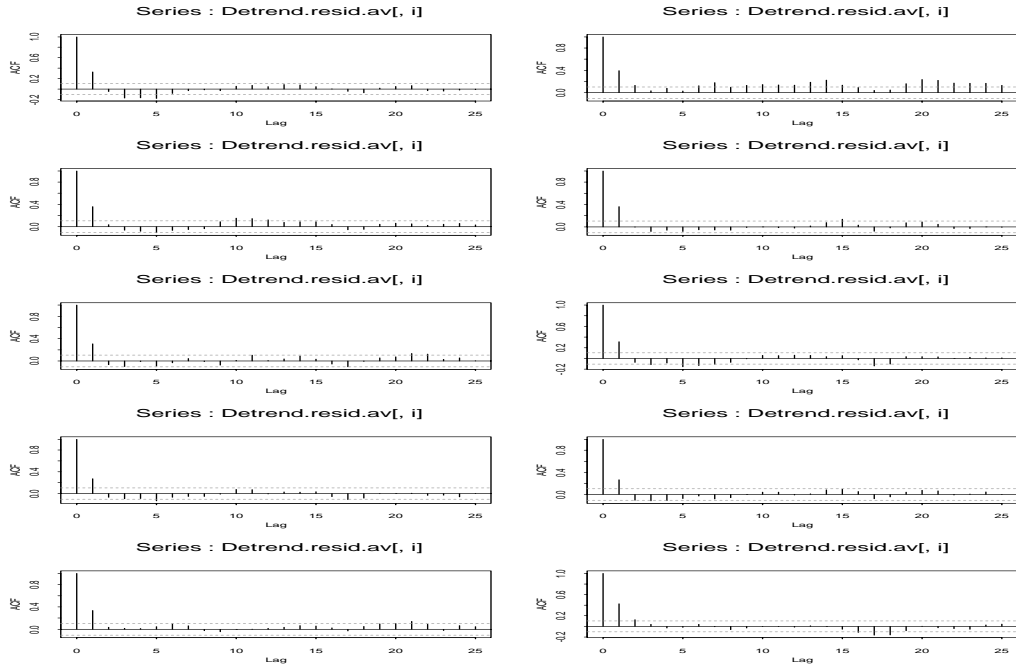 Series : Detrend.resid.av[, i]
ACF
-0.2 0.2 0.6 1.0
0 5 10 15 20 25
Lag
Series : Detrend.resid.av[, i]
ACF
0.0 0.4 0.8
0 5 10 15 20 25
Lag
Series : Detrend.resid.av[, i]
ACF
0.0 0.4 0.8
0 5 10 15 20 25
Lag
Series : Detrend.resid.av[, i]
ACF
0.0 0.4 0.8
0 5 10 15 20 25
Lag
Series : Detrend.resid.av[, i]
ACF
0.0 0.4 0.8
0 5 10 15 20 25
Lag
Series : Detrend.resid.av[, i]
ACF
-0.2 0.2 0.6 1.0
0 5 10 15 20 25
Lag
Series : Detrend.resid.av[, i]
ACF
0.0 0.4 0.8
0 5 10 15 20 25
Lag
Series : Detrend.resid.av[, i]
ACF
0.0 0.4 0.8
0 5 10 15 20 25
Lag
Series : Detrend.resid.av[, i]
ACF
0.0 0.4 0.8
0 5 10 15 20 25
Lag
Series : Detrend.resid.av[, i]
ACF
-0.2 0.2 0.6 1.0
0 5 10 15 20 25
Lag